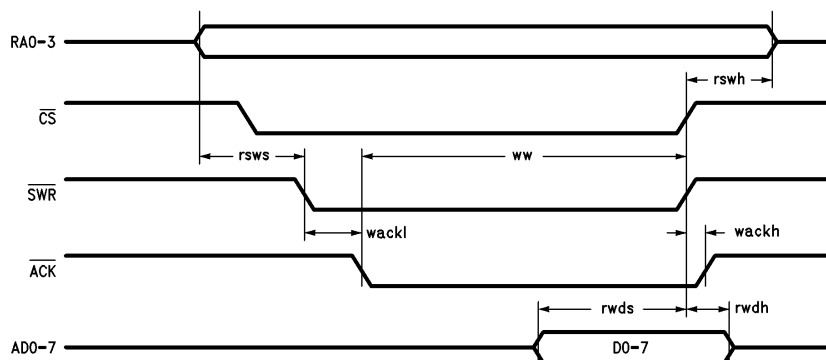 RA0-3
rswh
CS
rsws
ww
SWR
wackl
wackh
ACK
rwds
rwdh
AD0-7
D0-7